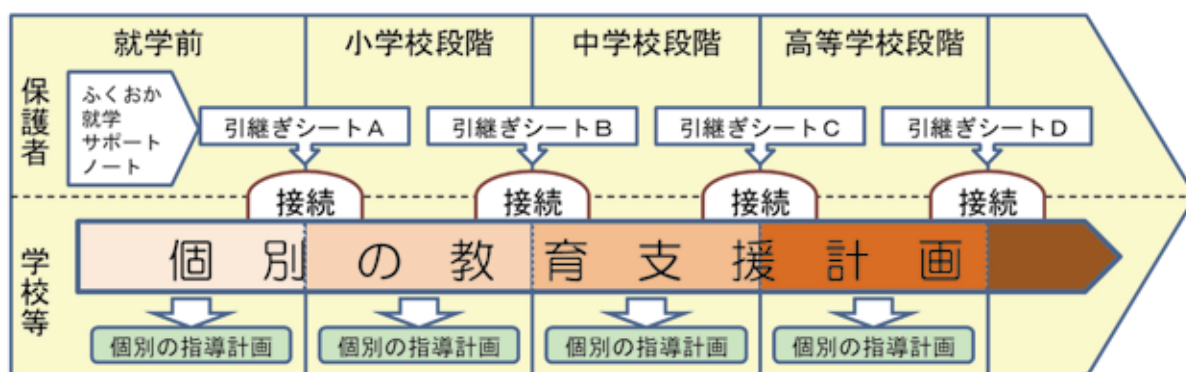 就学前
小学校段階
中学校段階
高等学校段階
保護者
ふくおか
就学
サポート
ノート
引継ぎシートA
引継ぎシートB
引継ぎシートC
引継ぎシートD
接続
接続
接続
接続
学校等
個別の教育支援計画
個別の指導計画
個別の指導計画
個別の指導計画
個別の指導計画